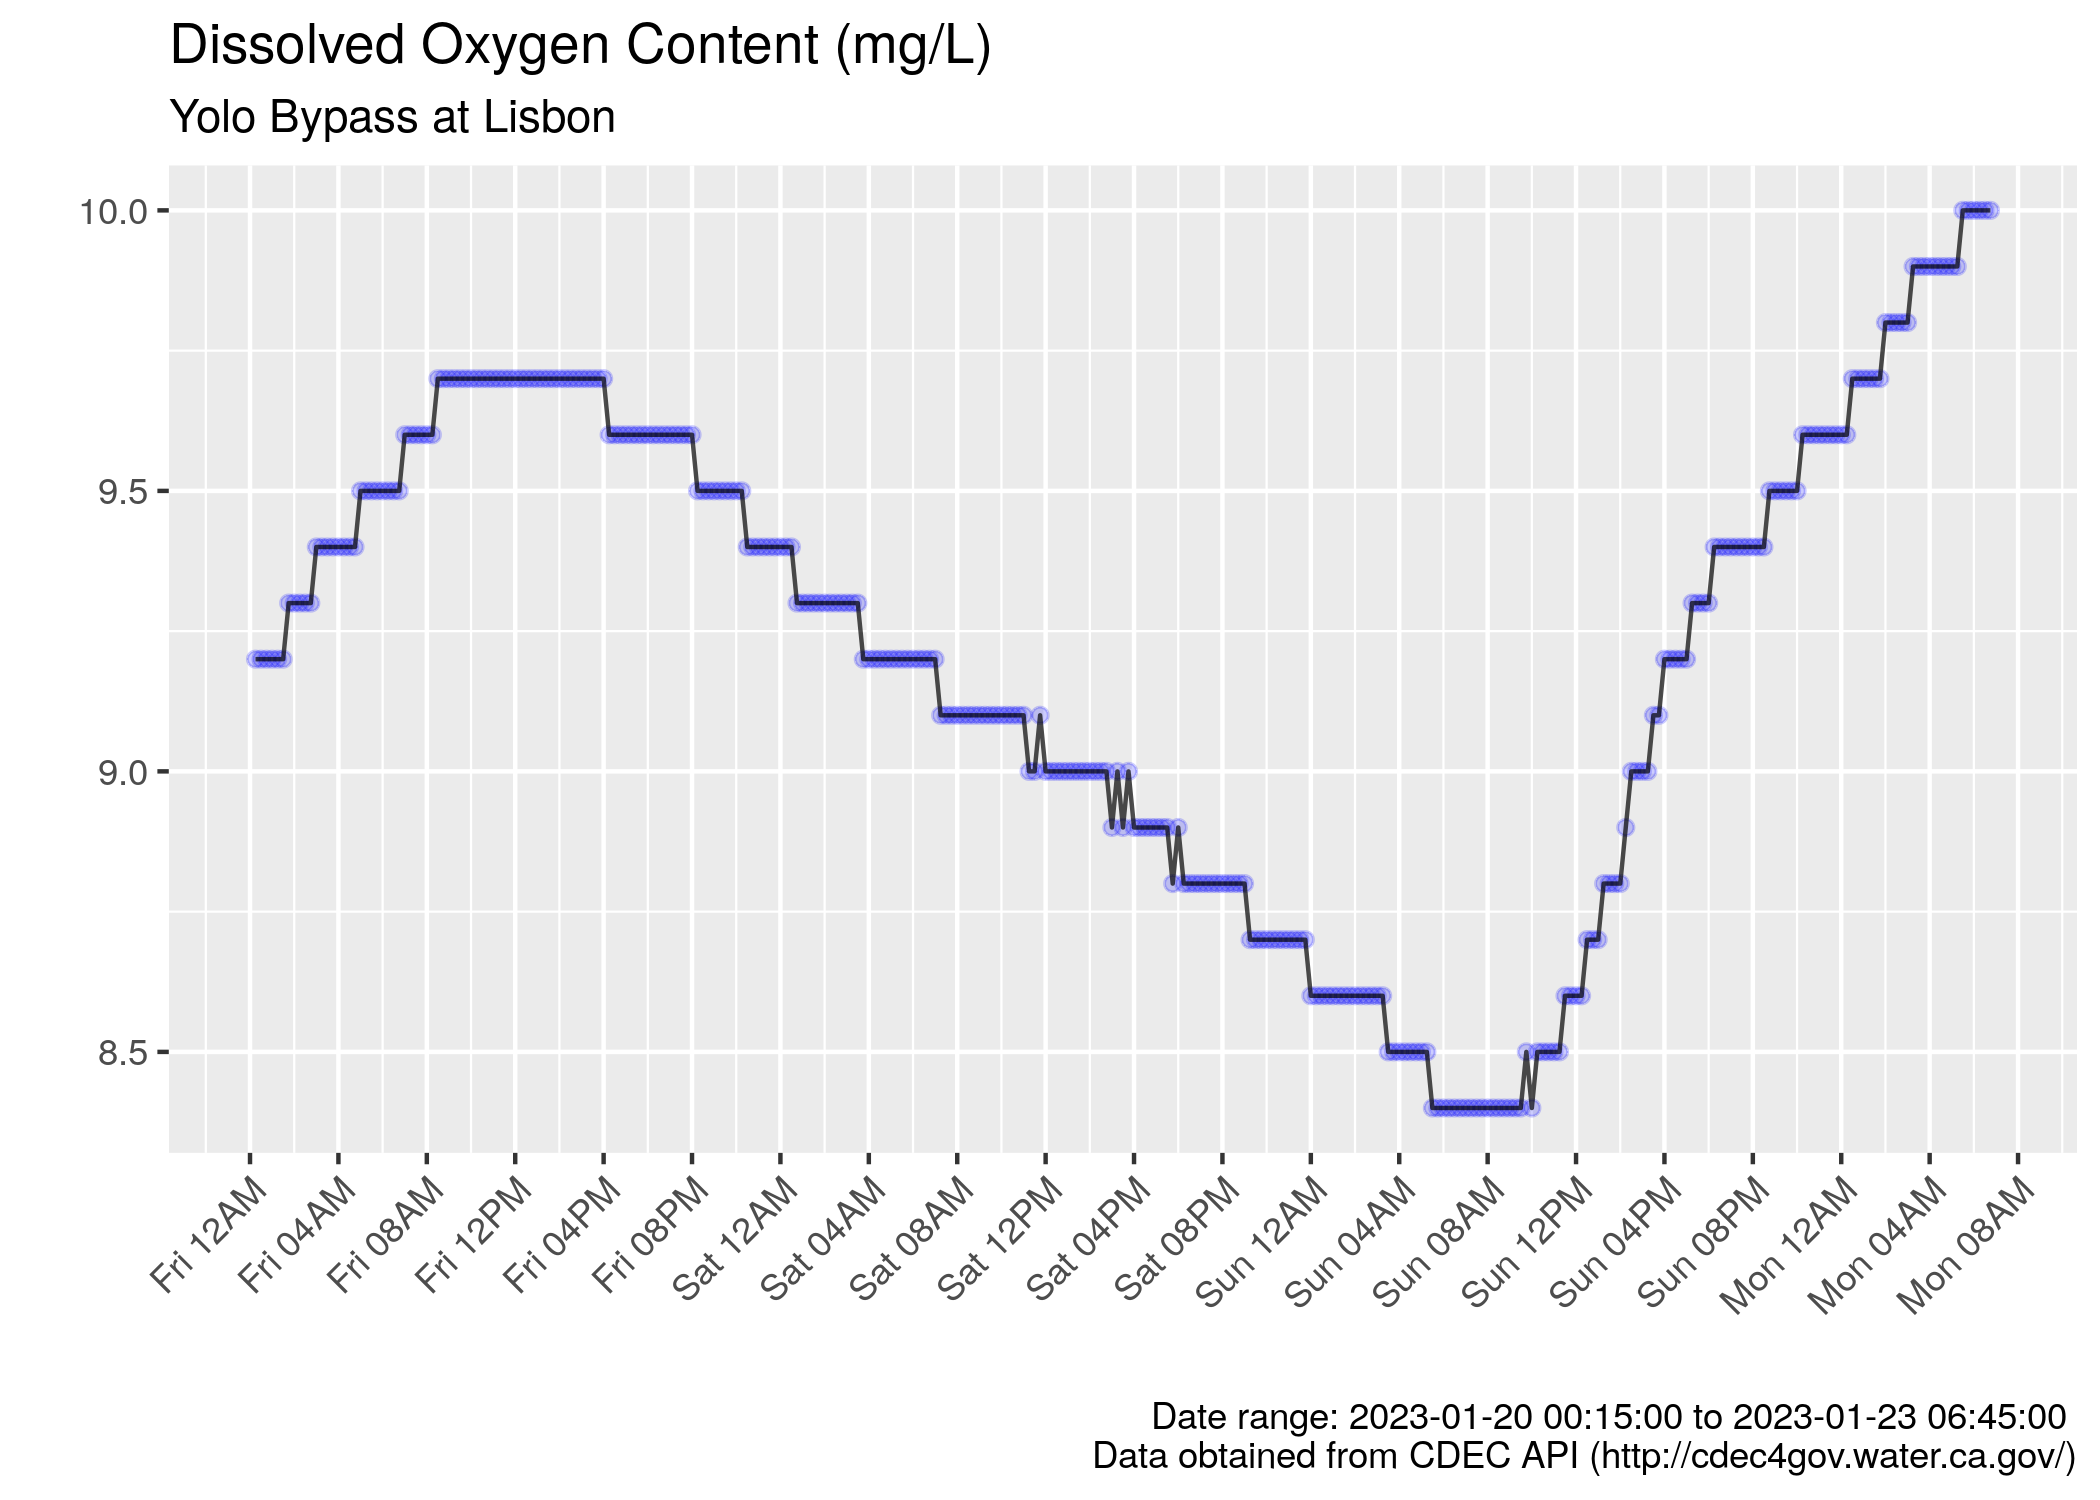 Dissolved Oxygen Content (mg/L)
Yolo Bypass at Lisbon
10.0
9.5
9.0
8.5
Fri 12AM
Fri 04AM
Fri 08AM
Fri 12PM
Fri 04PM
Fri 08PM
Sat 12AM
Sat 04AM
Sat 08AM
Sat 12PM
Sat 04PM
Sat 08PM
Sun 12AM
Sun 04AM
Sun 08AM
Sun 12PM
Sun 04PM
Sun 08PM
Mon 12AM
Mon 04AM
Mon 08AM
Date range: 2023-01-20 00:15:00 to 2023-01-23 06:45:00
Data obtained from CDEC API (http://cdec4gov.water.ca.gov/)